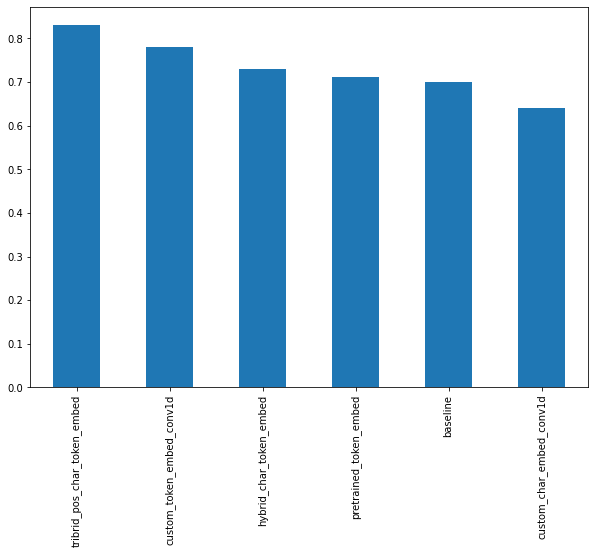 0.8
0.7
0.6
0.5
0.4
0.3
0.2
0.1
0.0
tribrid_pos_char_token_embed
custom_token_embed_conv1d
hybrid_char_token_embed
pretrained_token_embed
baseline
custom_char_embed_conv1d